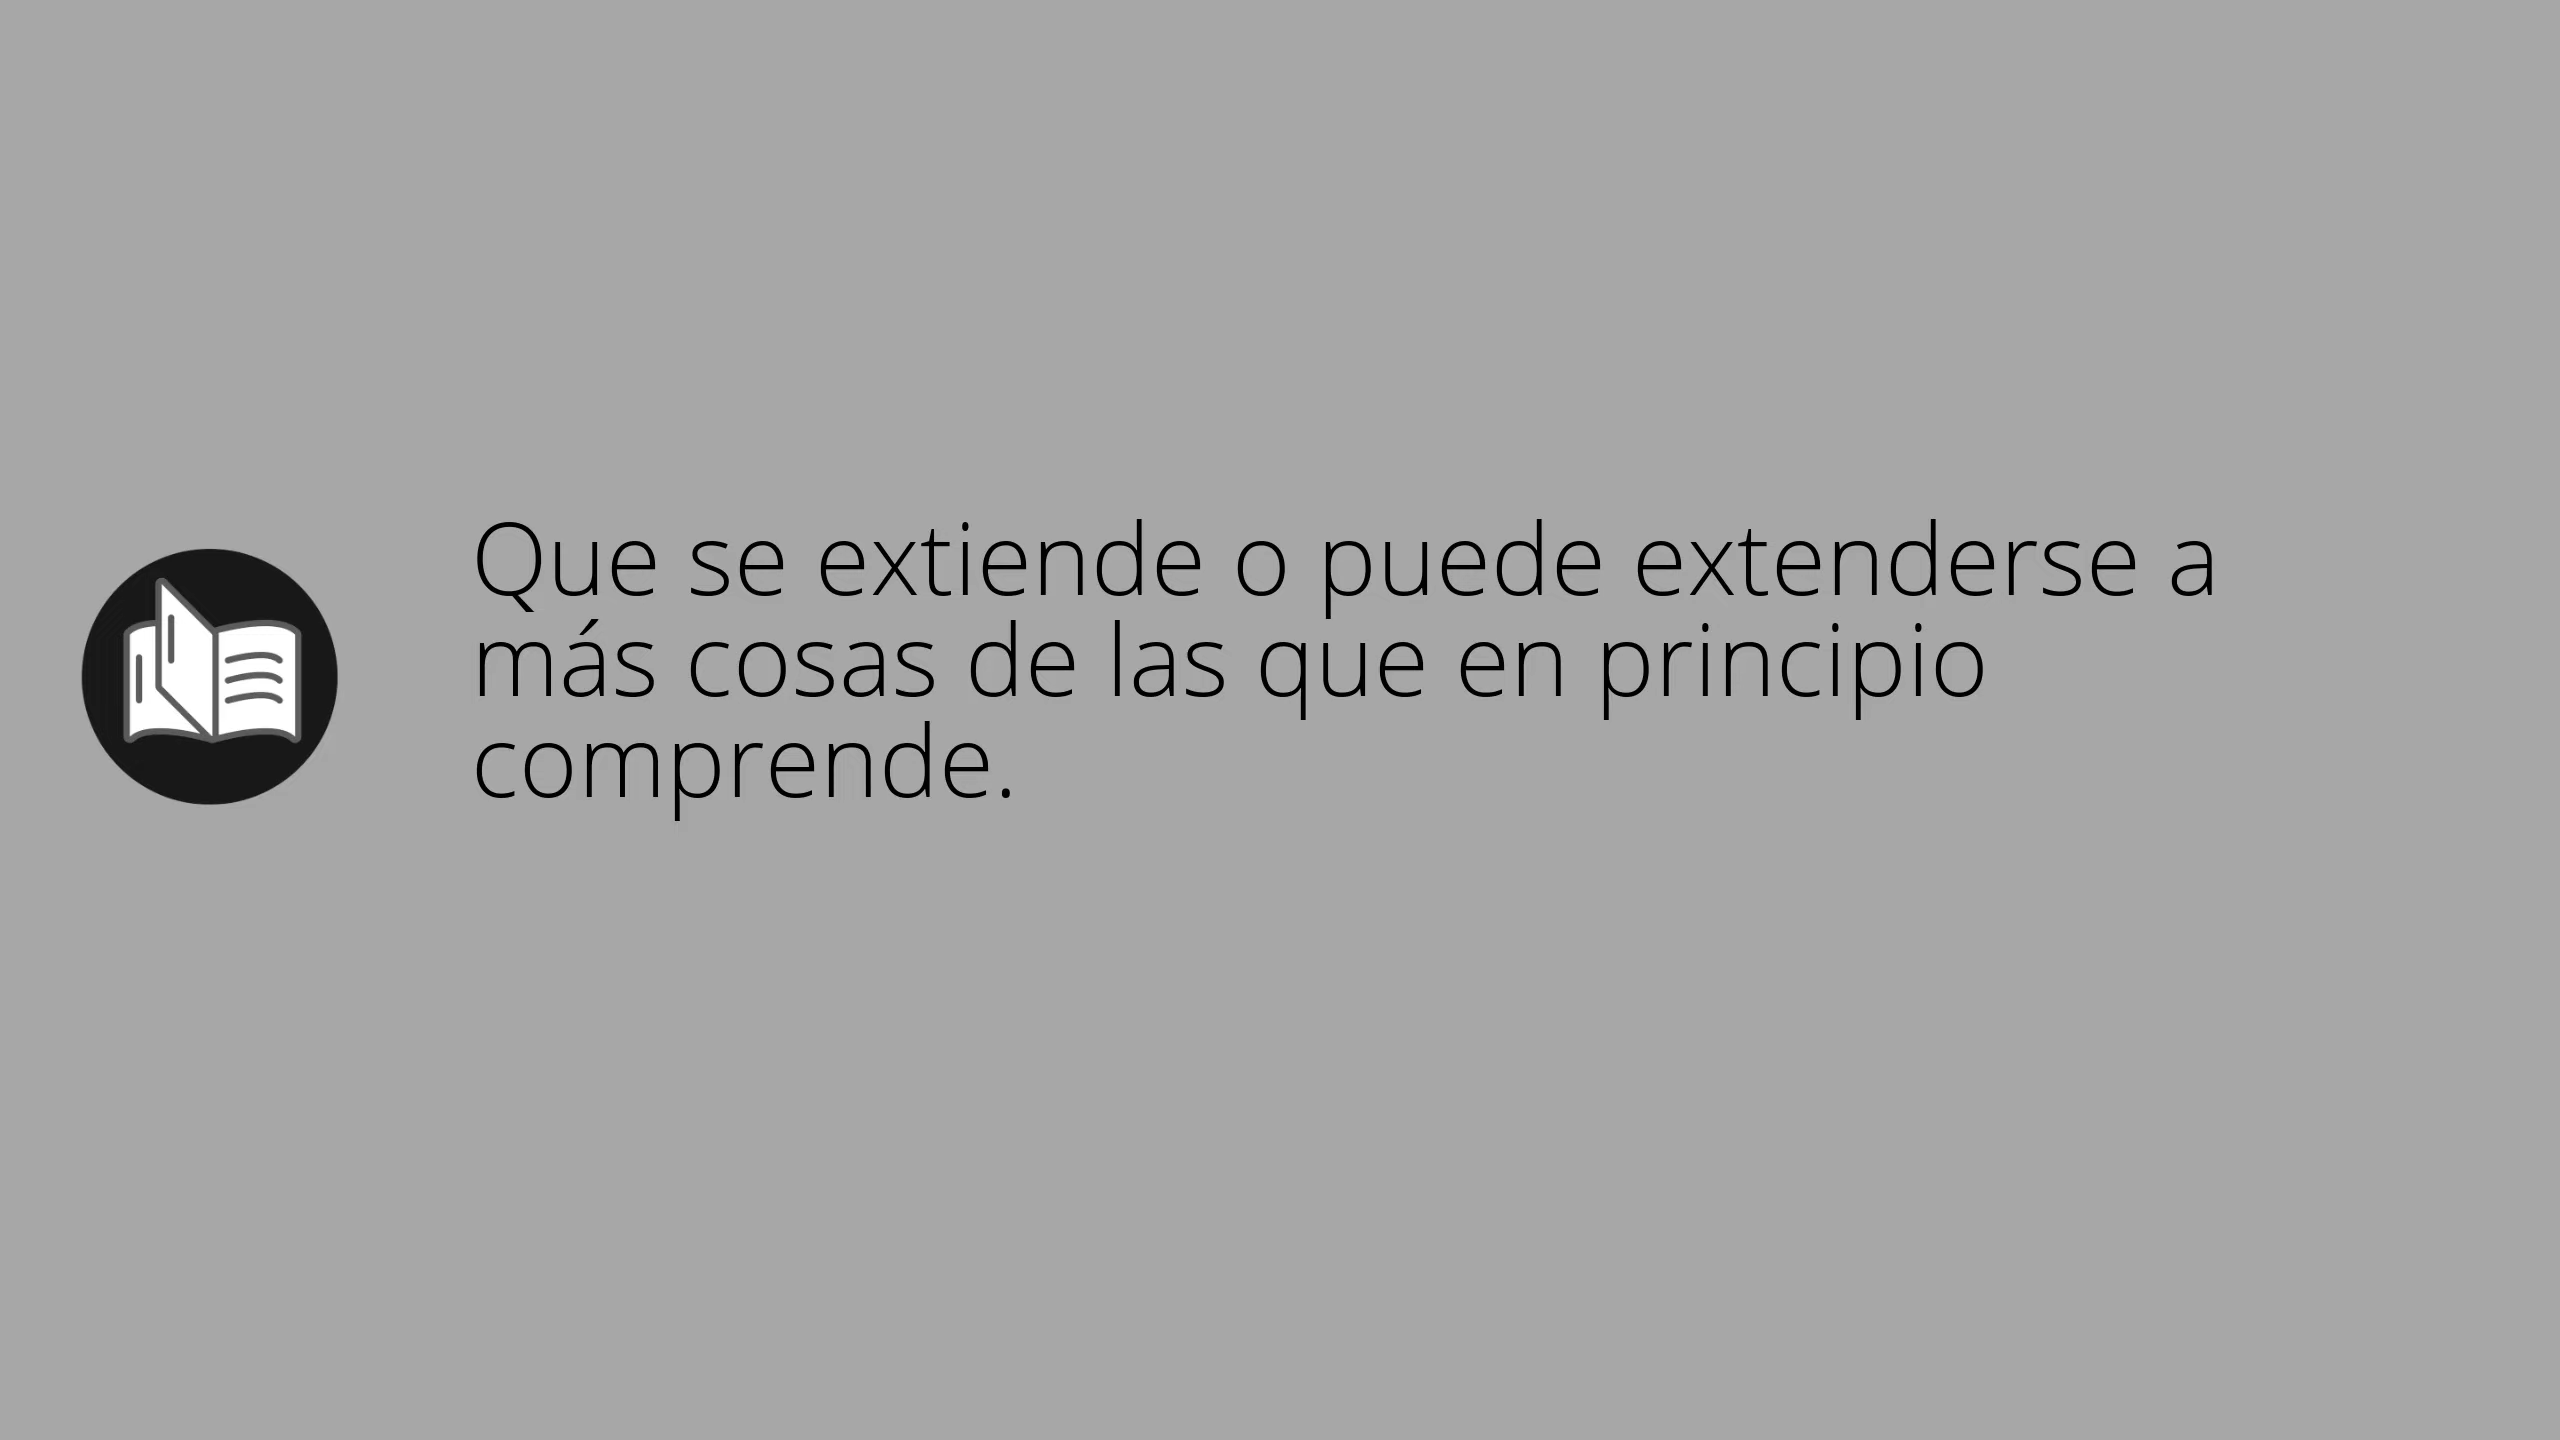 Que se extiende o puede extenderse a
más cosas de las que en principio
comprende.